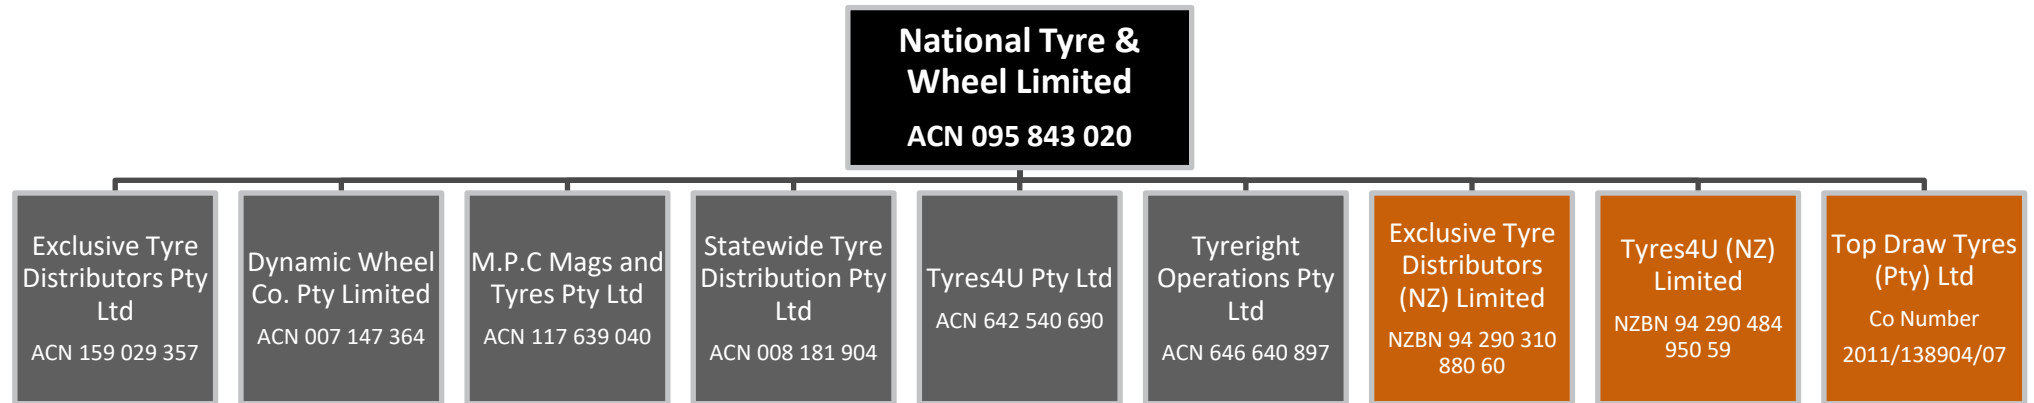 National Tyre &
Wheel Limited
ACN 095 843 020
Exclusive Tyre
Distributors Pty
Ltd
ACN 159 029 357
Dynamic Wheel
Co. Pty Limited
ACN 007 147 364
M.P.C Mags and
Tyres Pty Ltd
ACN 117 639 040
Statewide Tyre
Distribution Pty
Ltd
ACN 008 181 904
Tyres4U Pty Ltd
ACN 642 540 690
Tyreright
Operations Pty
Ltd
ACN 646 640 897
Exclusive Tyre
Distributors
(NZ) Limited
NZBN 94 290 310
880 60
Tyres4U (NZ)
Limited
NZBN 94 290 484
950 59
Top Draw Tyres
(Pty) Ltd
Co Number
2011/138904/07